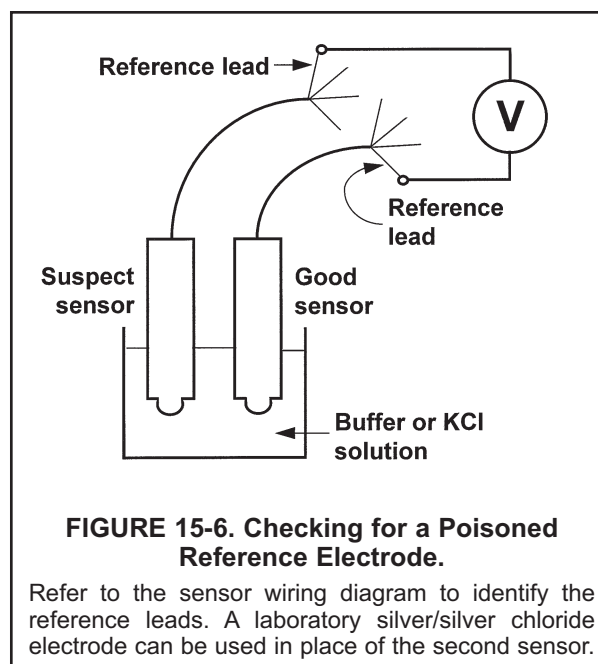 Reference lead
V
Reference
lead
Suspect
sensor
Good
sensor
Buffer or KCl
solution
FIGURE 15-6. Checking for a Poisoned
Reference Electrode.
Refer to the sensor wiring diagram to identify the
reference leads. A laboratory silver/silver chloride
electrode can be used in place of the second sensor.